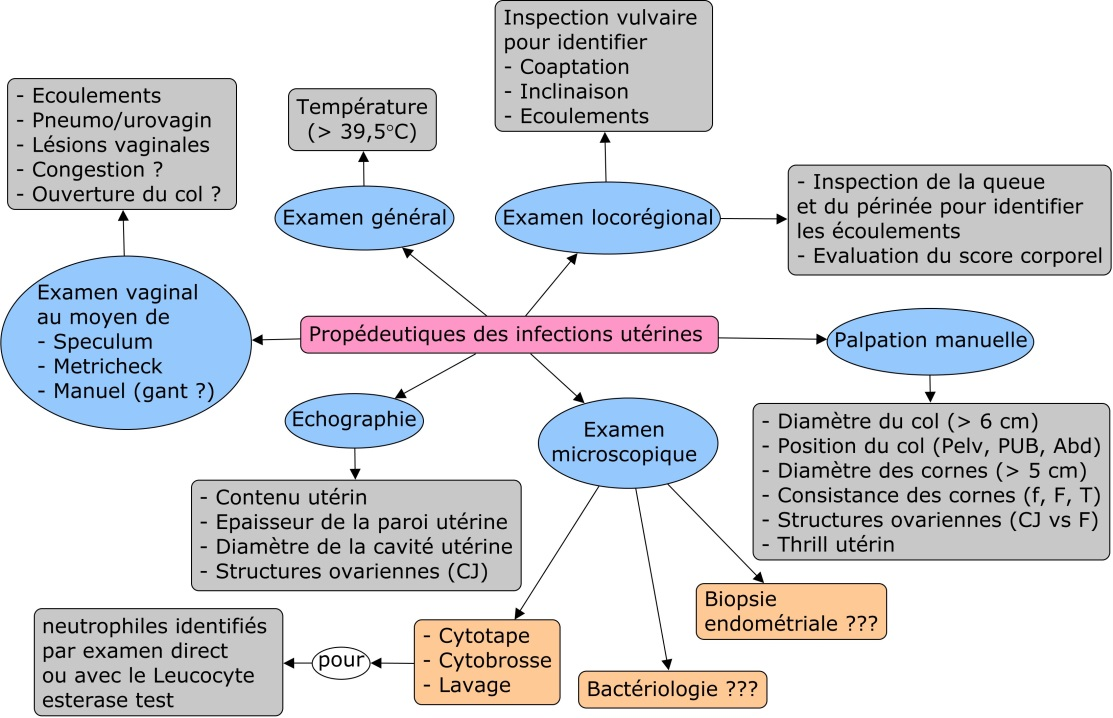 Inspection vulvaire
pour identifier
- Coaptation
- Inclinaison
- Ecoulements
- Ecoulements
- Pneumo/urovagin
- Lésions vaginales
- Congestion ?
- Ouverture du col ?
Température
(> 39,5°C)
- Inspection de la queue
et du périnée pour identifier
les écoulements
- Evaluation du score corporel
Examen général
Examen locorégional
Examen vaginal
au moyen de
- Speculum
- Metricheck
- Manuel (gant ?)
Propédeutiques des infections utérines
Palpation manuelle
Echographie
Examen
microscopique
- Diamètre du col (> 6 cm)
- Position du col (Pelv, PUB, Abd)
- Diamètre des cornes (> 5 cm)
- Consistance des cornes (f, F, T)
- Structures ovariennes (CJ vs F)
- Thrill utérin
- Contenu utérin
- Epaisseur de la paroi utérine
- Diamètre de la cavité utérine
- Structures ovariennes (CJ)
Biopsie
endométriale ???
neutrophiles identifiés
par examen direct
ou avec le Leucocyte
esterase test
pour
- Cytotape
- Cytobrosse
- Lavage
Bactériologie ???